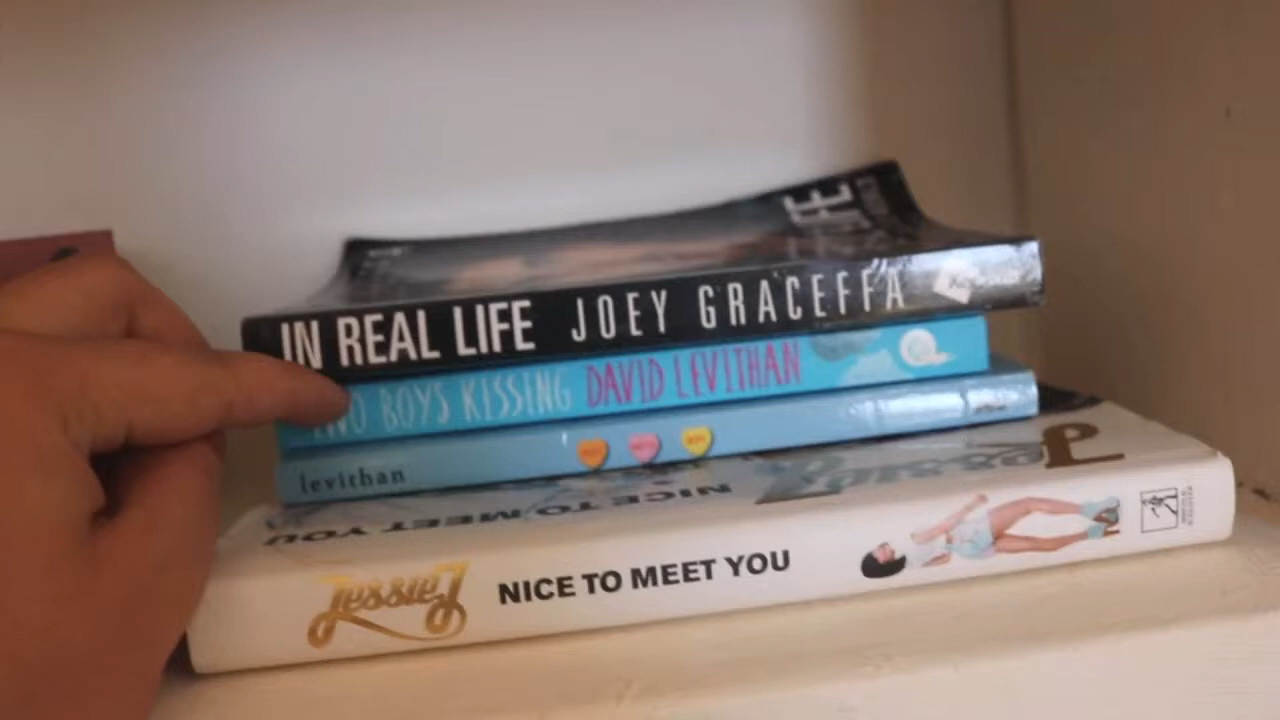 LIFE
IN REAL LIFE JOEY GRACEFFA
TWO BOYS KISSING DAVID LEVITHAN
levithan
NICE TO MEET YOU
Jessie J NICE TO MEET YOU